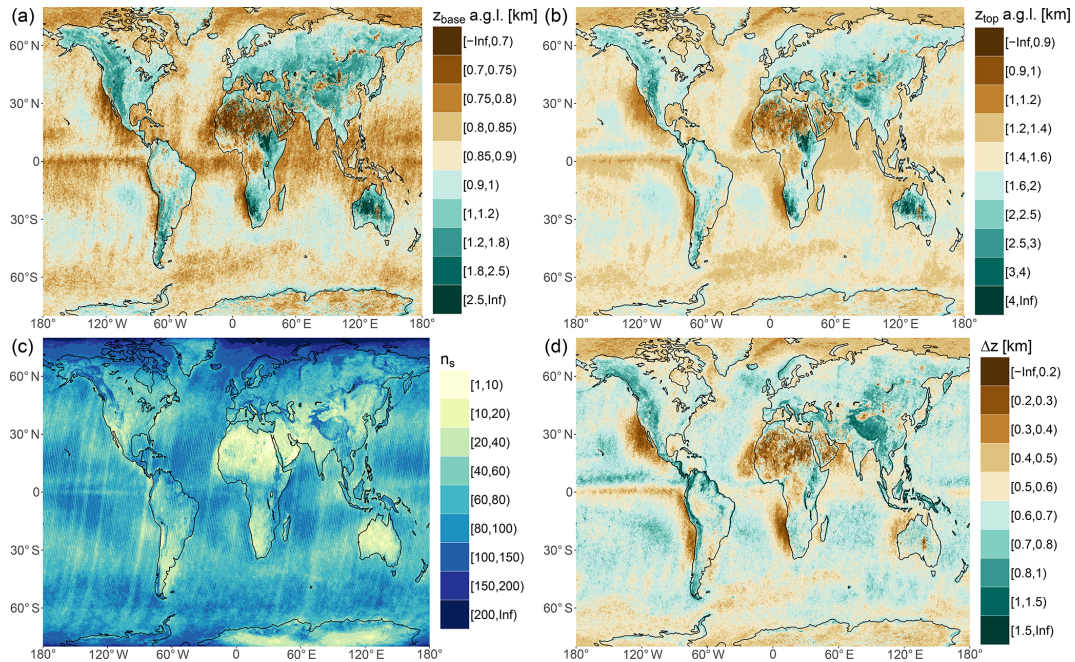 (a)
z base a.g.l. [km]
[−Inf,0.7)
[0.7,0.75)
[0.75,0.8)
[0.8,0.85)
[0.85,0.9)
[0.9,1)
[1,1.2)
[1.2,1.8)
[1.8,2.5)
[2.5,Inf)
60°N
30°N
0
30°S
60°S
180 120°W 60°W 0 60°E 120° 180°
(b)
z top a.g.l. [km]
[−Inf,0.9)
[0.9,1)
[1,1.2)
[1.2,1.4)
[1.4,1.6)
[1.6,2)
[2,2.5)
[2.5,3)
[3,4)
[4,Inf)
60°N
30°N
0
30°S
60°S
180 120°W 60°W 0 60°E 120° 180°
(c)
n s
[1,10)
[10,20)
[20,40)
[40,60)
[60,80)
[80,100)
[100,150)
[150,200)
[200,Inf)
60°N
30°N
0
30°S
60°S
180 120°W 60°W 0 60°E 120° 180°
(d)
Δz [km]
[−Inf,0.2)
[0.2,0.3)
[0.3,0.4)
[0.4,0.5)
[0.5,0.6)
[0.6,0.7)
[0.7,0.8)
[0.8,1)
[1,1.5)
[1.5,Inf)
60°N
30°N
0
30°S
60°S
180 120°W 60°W 0 60°E 120° 180°